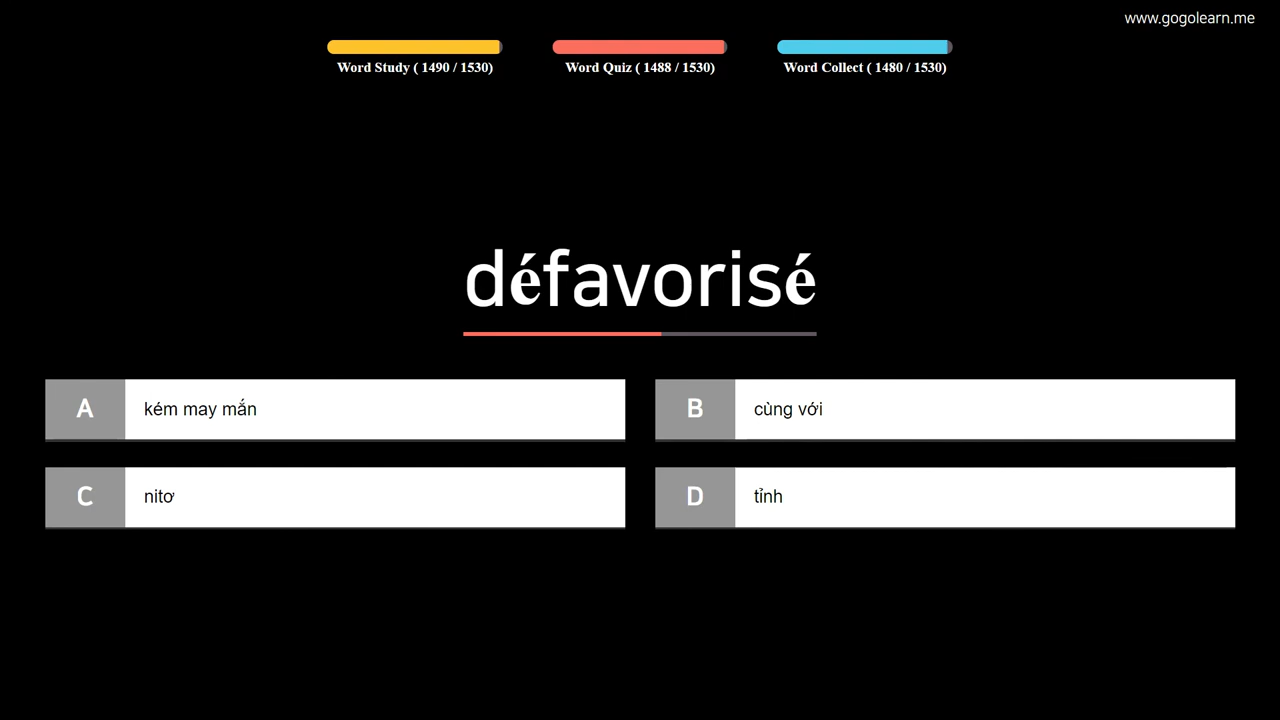 www.gogolearn.me
Word Study ( 1490 / 1530)
Word Quiz ( 1488 / 1530)
Word Collect ( 1480 / 1530)
défavorisé
A kém may mắn
B cùng với
C nitơ
D tỉnh